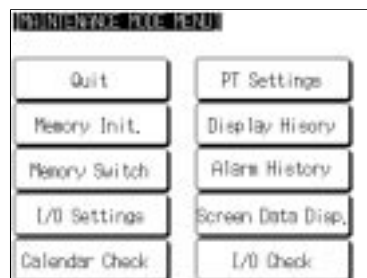 [MAINTENANCE MODE MENU]
Quit
PT Settings
Memory Init.
Display Hisory
Memory Switch
Alarm History
I/O Settings
Screen Data Disp.
Calendar Check
I/O Check